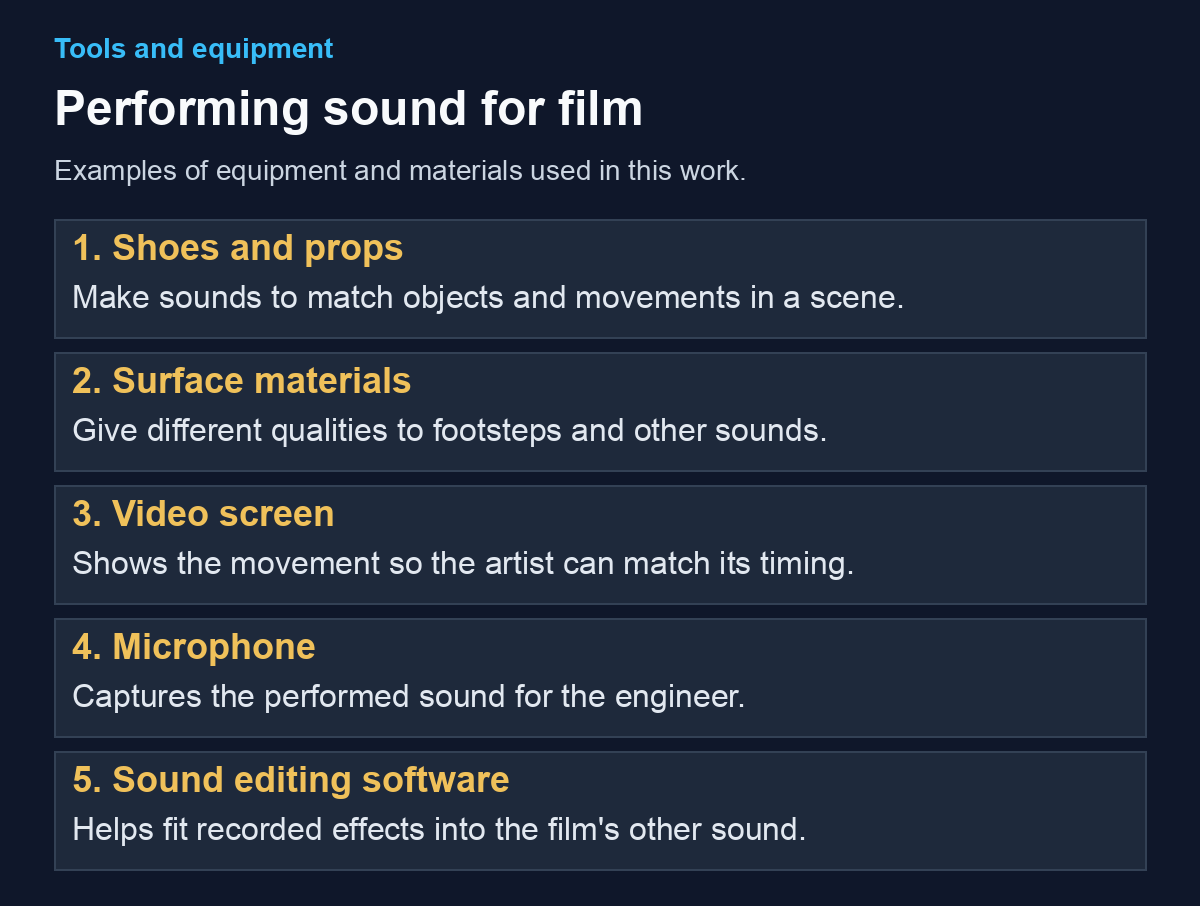 Tools and equipment
Performing sound for film
Examples of equipment and materials used in this work.
1. Shoes and props
Make sounds to match objects and movements in a scene.
2. Surface materials
Give different qualities to footsteps and other sounds.
3. Video screen
Shows the movement so the artist can match its timing.
4. Microphone
Captures the performed sound for the engineer.
5. Sound editing software
Helps fit recorded effects into the film's other sound.